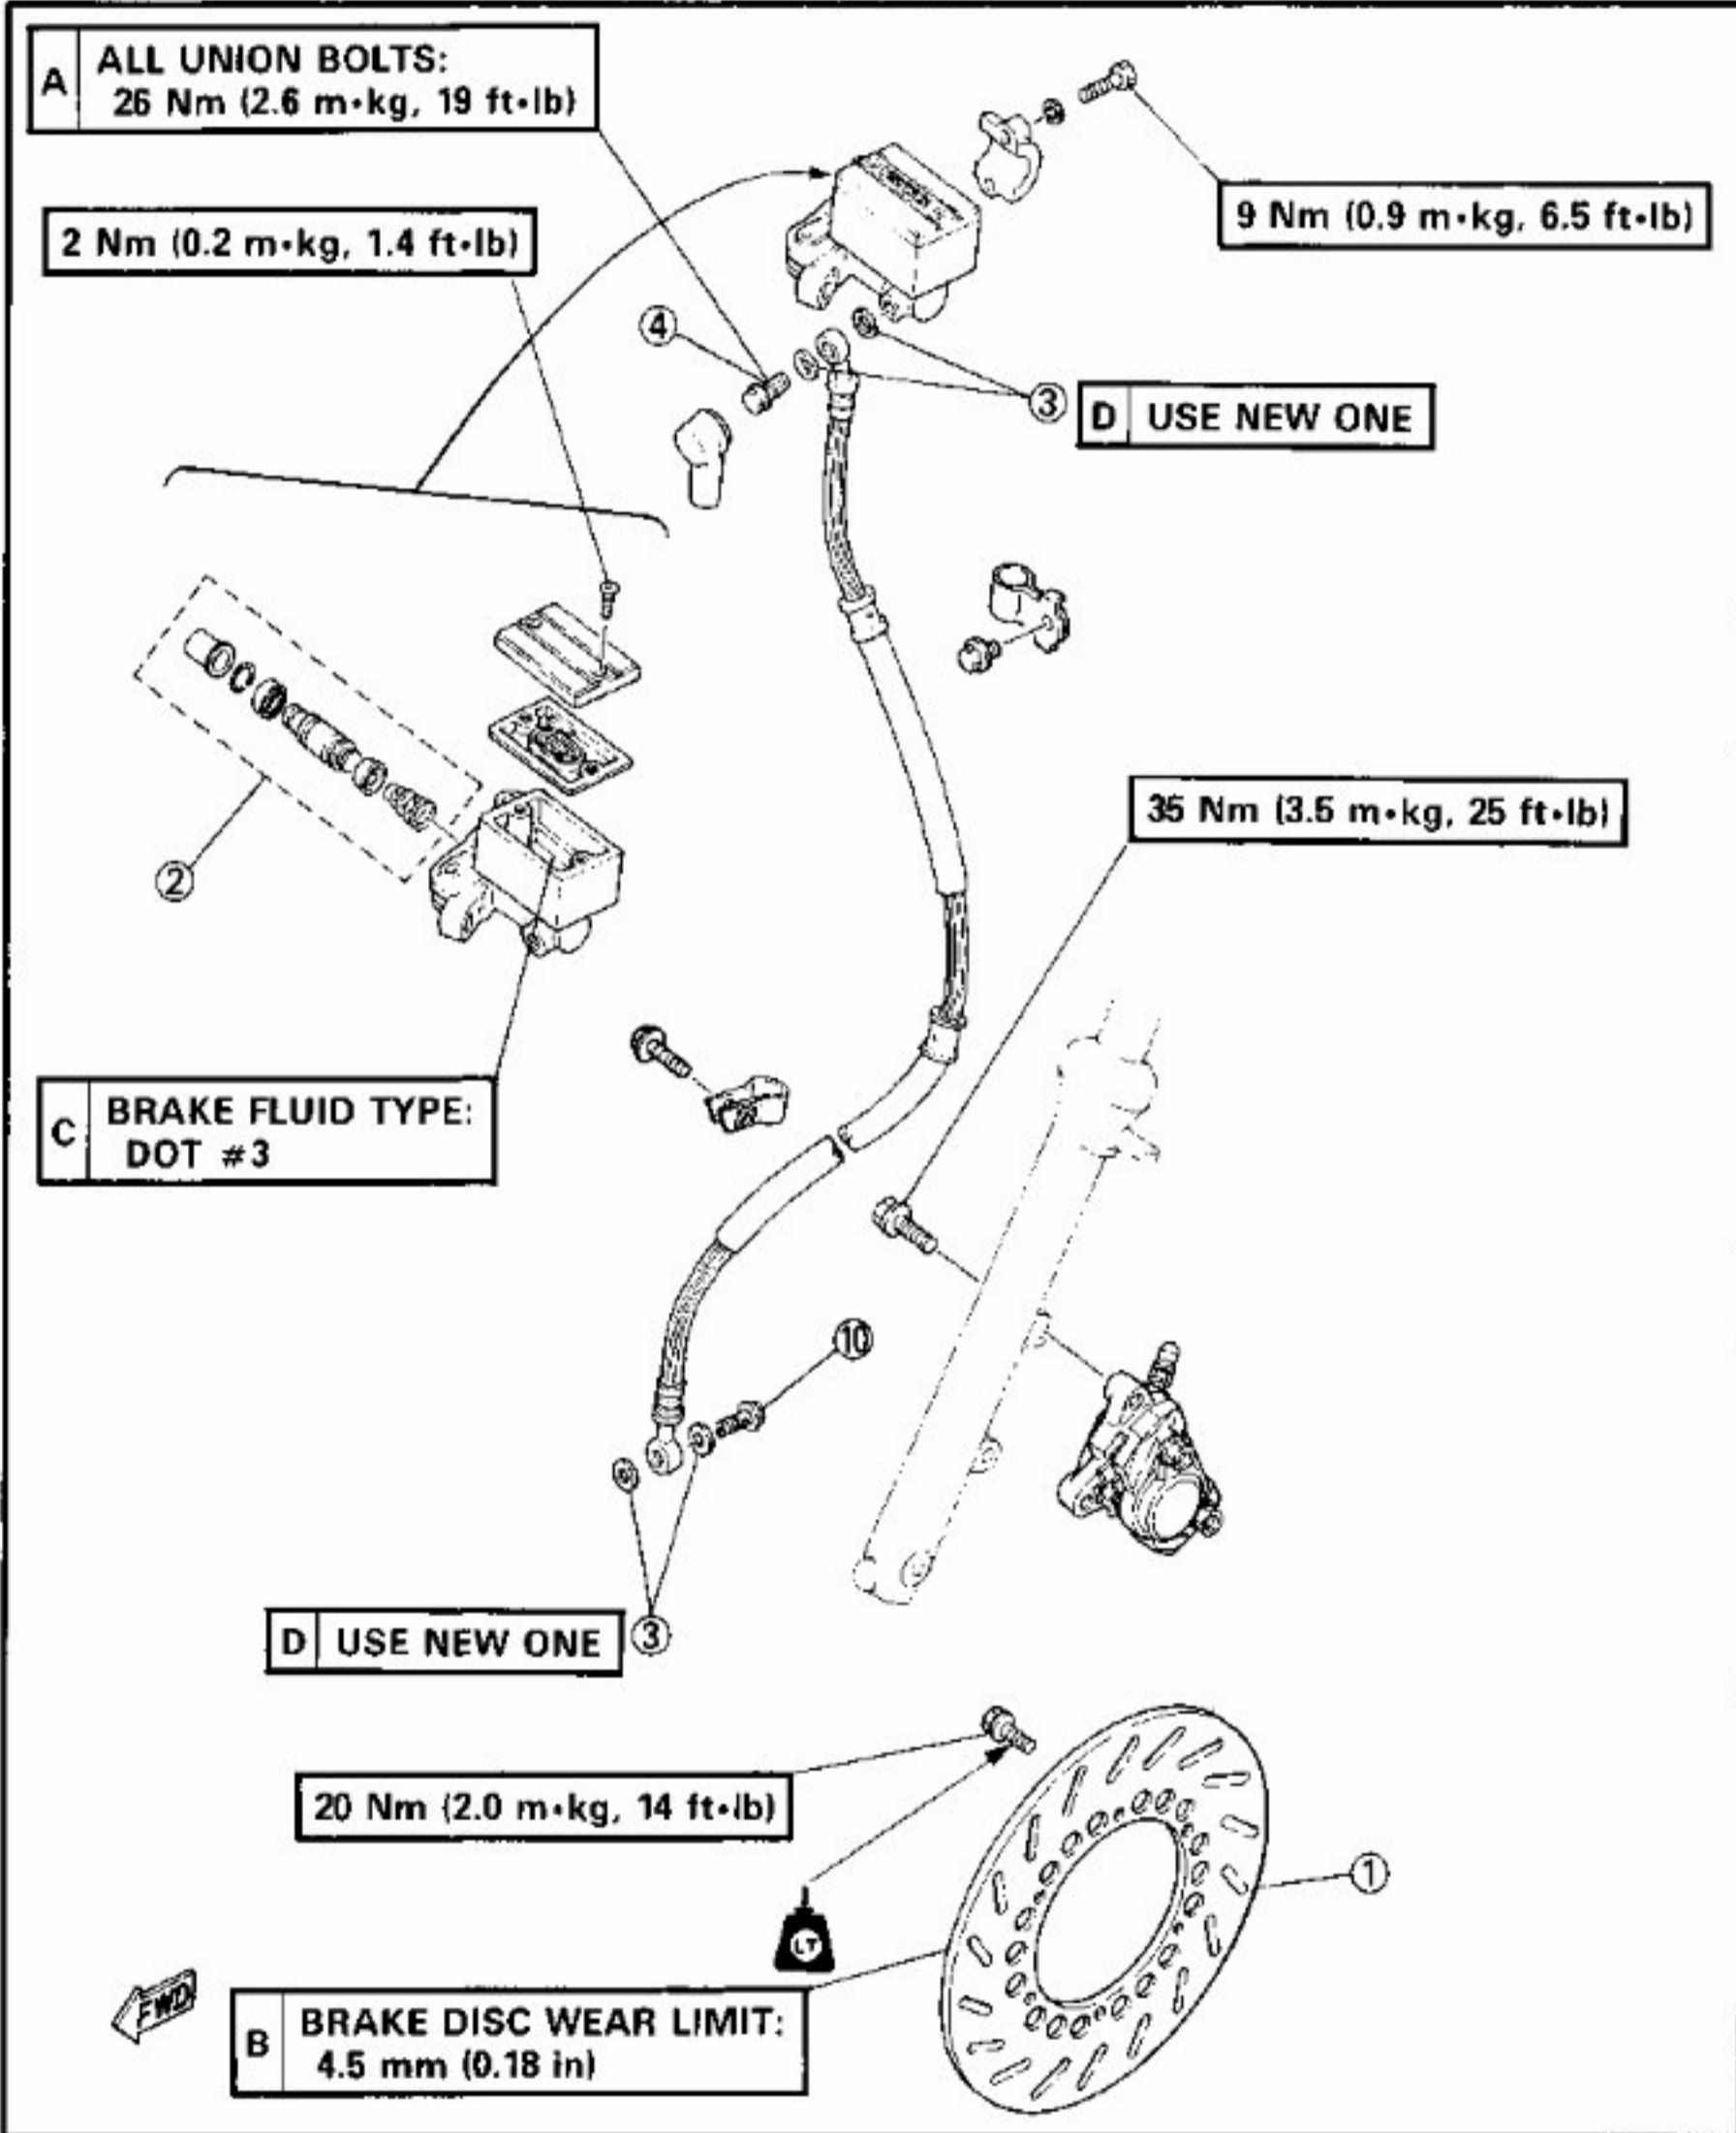 A ALL UNION BOLTS:
26 Nm (2.6 m•kg, 19 ft•lb)
9 Nm (0.9 m•kg, 6.5 ft•lb)
2 Nm (0.2 m•kg, 1.4 ft•lb)
4
3
D USE NEW ONE
35 Nm (3.5 m•kg, 25 ft•lb)
2
C BRAKE FLUID TYPE:
DOT #3
10
D USE NEW ONE
3
20 Nm (2.0 m•kg, 14 ft•lb)
1
LT
FWD
B BRAKE DISC WEAR LIMIT:
4.5 mm (0.18 in)